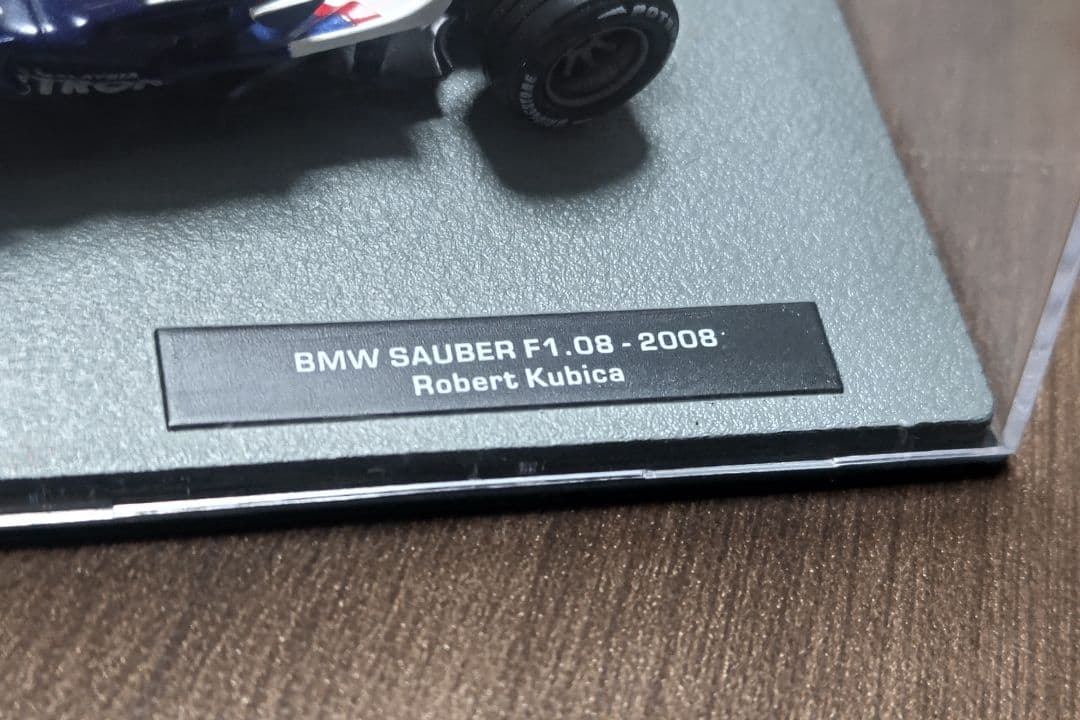 BMW SAUBER F1.08 - 2008
Robert Kubica